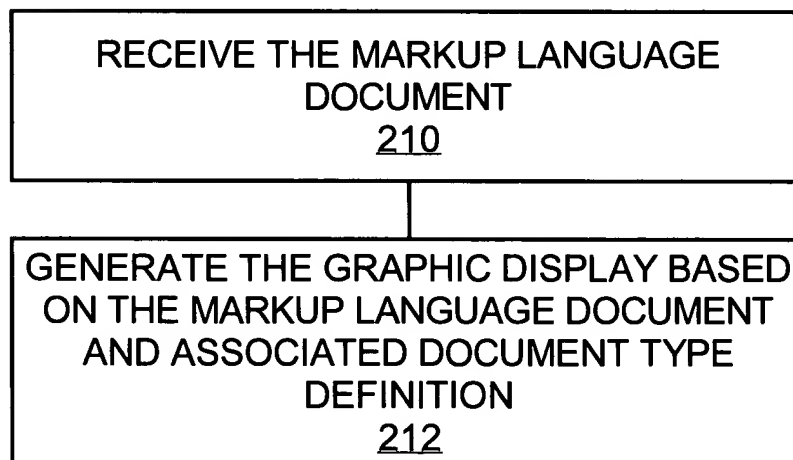 RECEIVE THE MARKUP LANGUAGE
DOCUMENT
210
GENERATE THE GRAPHIC DISPLAY BASED
ON THE MARKUP LANGUAGE DOCUMENT
AND ASSOCIATED DOCUMENT TYPE
DEFINITION
212